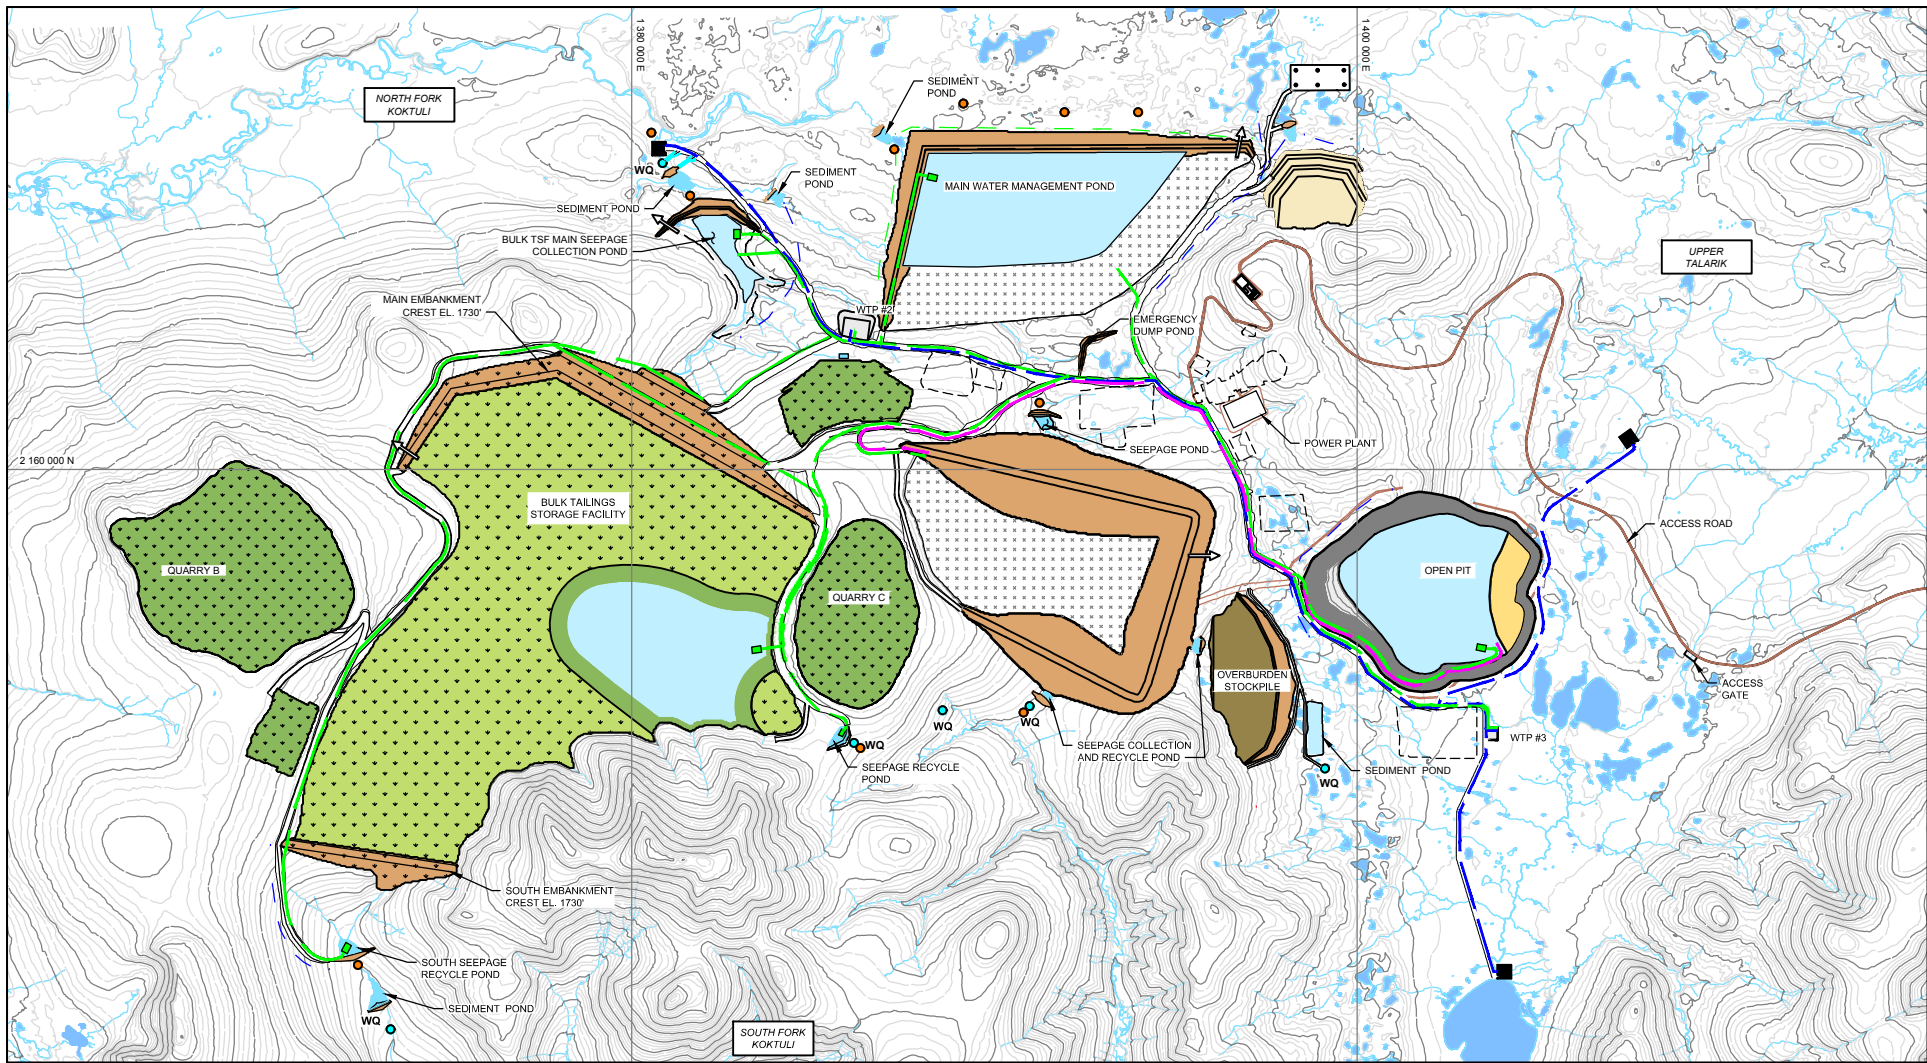 1 380 000 E
1 400 000 E
NORTH FORK
KOKTULI
SEDIMENT
POND
WQ
SEDIMENT
POND
MAIN WATER MANAGEMENT POND
SEDIMENT POND
BULK TSF MAIN SEEPAGE
COLLECTION POND
UPPER
TALARIK
MAIN EMBANKMENT
CREST EL. 1730'
WTP #2
EMERGENCY
DUMP POND
POWER PLANT
SEEPAGE POND
2 160 000 N
BULK TAILINGS
STORAGE FACILITY
ACCESS ROAD
QUARRY B
OPEN PIT
QUARRY C
OVERBURDEN
STOCKPILE
ACCESS
GATE
WQ
WQ
WQ
SEEPAGE COLLECTION
AND RECYCLE POND
WTP #3
SEEPAGE RECYCLE
POND
SEDIMENT POND
WQ
SOUTH EMBANKMENT
CREST EL. 1730'
SOUTH SEEPAGE
RECYCLE POND
SEDIMENT POND
WQ
SOUTH FORK
KOKTULI